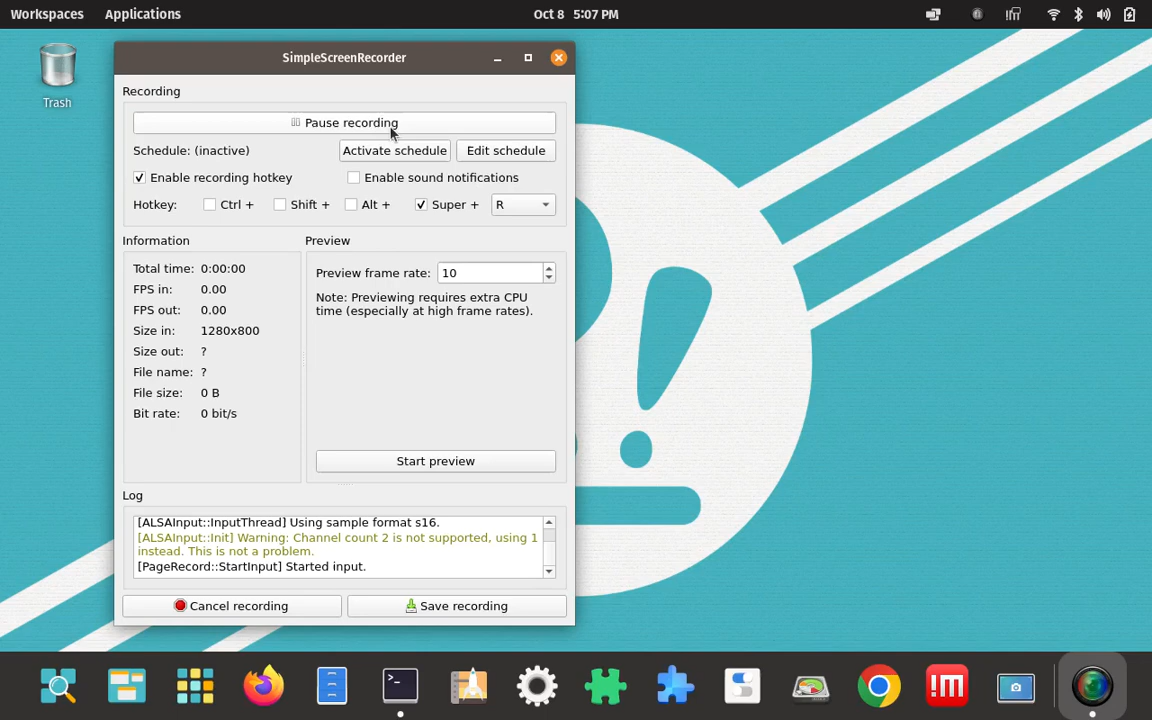 Workspaces Applications Oct 8 5:07 PM
Trash
SimpleScreenRecorder
Recording
Pause recording
Schedule: (inactive) Activate schedule Edit schedule
Enable recording hotkey Enable sound notifications
Hotkey: Ctrl + Shift + Alt + Super + R
Information
Total time: 0:00:00
FPS in: 0.00
FPS out: 0.00
Size in: 1280x800
Size out: ?
File name: ?
File size: 0 B
Bit rate: 0 bit/s
Preview
Preview frame rate: 10
Note: Previewing requires extra CPU
time (especially at high frame rates).
Start preview
Log
[ALSAInput::InputThread] Using sample format s16.
[ALSAInput::Init] Warning: Channel count 2 is not supported, using 1
instead. This is not a problem.
[PageRecord::StartInput] Started input.
Cancel recording Save recording
>_ !M